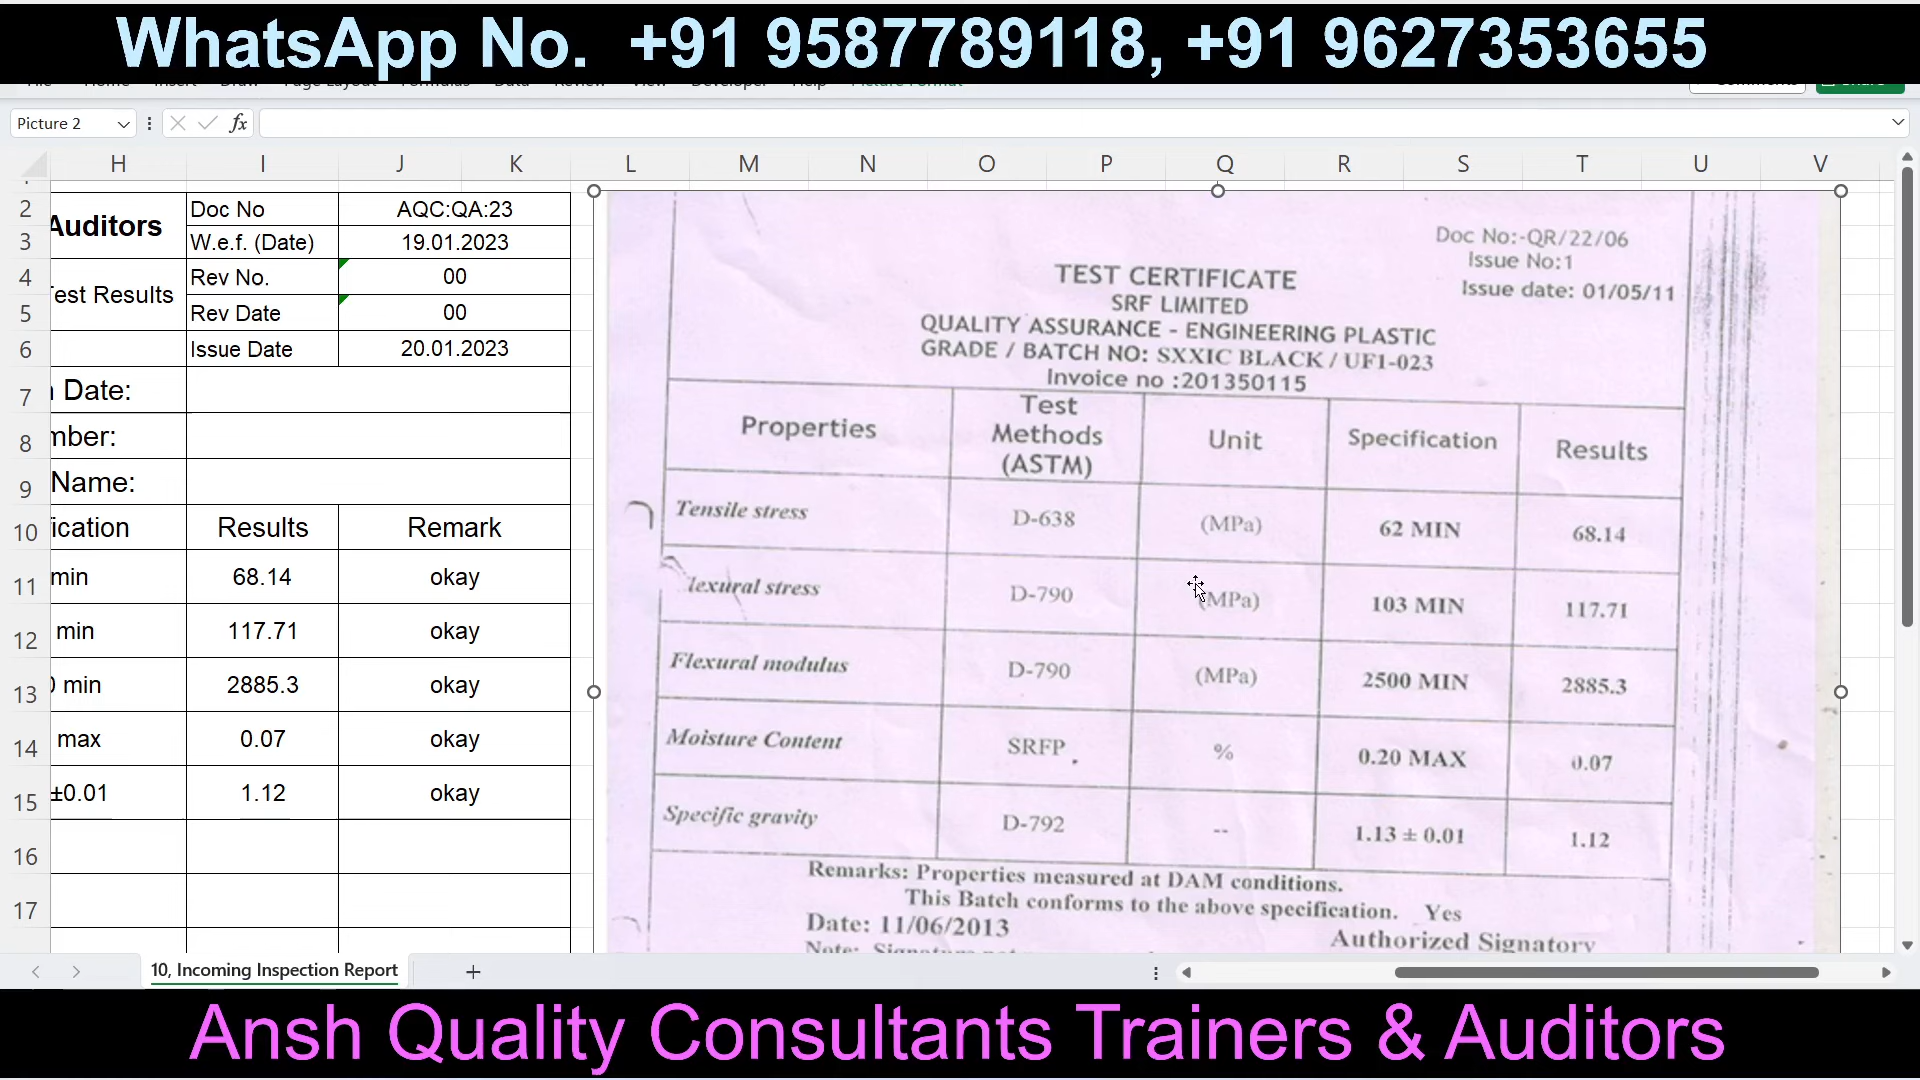 WhatsApp No. +91 9587789118, +91 9627353655
Picture 2
fx
H I J K L M N O P Q R S T U V
2 Auditors Doc No AQC:QA:23
3 W.e.f. (Date) 19.01.2023
4 Rev No. 00
est Results
5 Rev Date 00
6 Issue Date 20.01.2023
7 Date:
8 mber:
9 Name:
10 ication Results Remark
11 min 68.14 okay
12 min 117.71 okay
13 0 min 2885.3 okay
14 max 0.07 okay
15 ±0.01 1.12 okay
16
17
Doc No:-QR/22/06
Issue No:1
Issue date: 01/05/11
TEST CERTIFICATE
SRF LIMITED
QUALITY ASSURANCE - ENGINEERING PLASTIC
GRADE / BATCH NO: SXXIC BLACK / UF1-023
Invoice no :201350115
Properties Test Methods (ASTM) Unit Specification Results
Tensile stress D-638 (MPa) 62 MIN 68.14
lexural stress D-790 (MPa) 103 MIN 117.71
Flexural modulus D-790 (MPa) 2500 MIN 2885.3
Moisture Content SRFP % 0.20 MAX 0.07
Specific gravity D-792 -- 1.13 ± 0.01 1.12
Remarks: Properties measured at DAM conditions.
This Batch conforms to the above specification. Yes
Date: 11/06/2013
Authorized Signatory
10, Incoming Inspection Report
Ansh Quality Consultants Trainers & Auditors